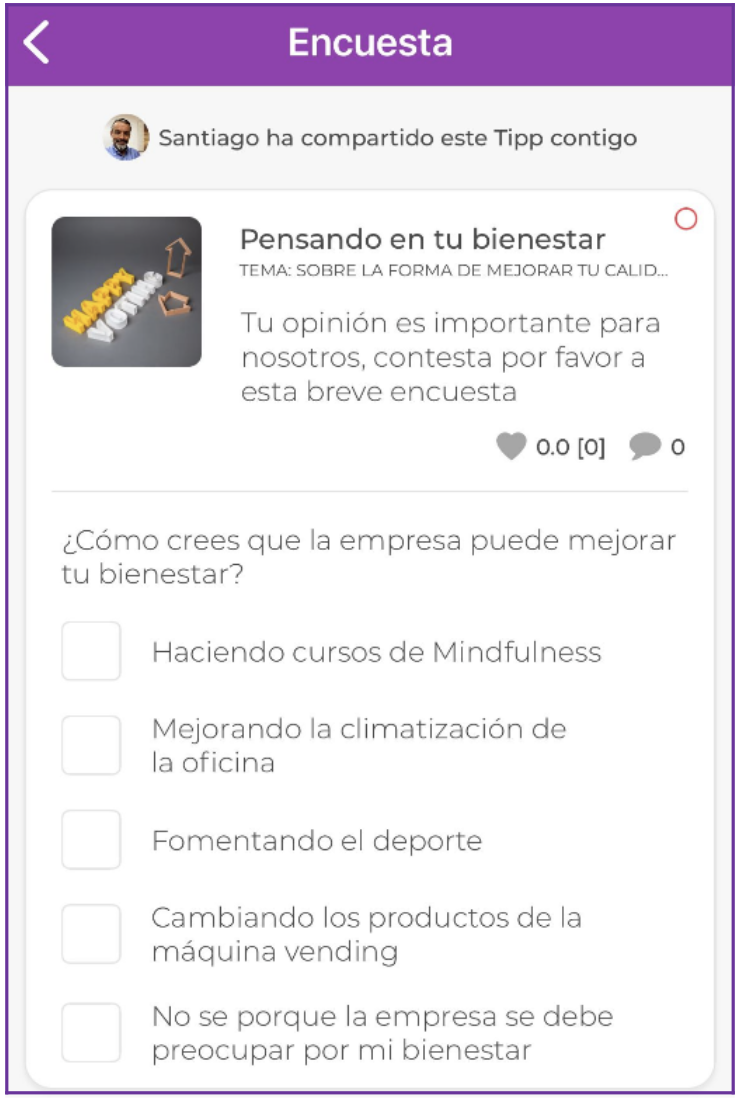 Encuesta
Santiago ha compartido este Tipp contigo
Pensando en tu bienestar
TEMA: SOBRE LA FORMA DE MEJORAR TU CALID...
Tu opinión es importante para
nosotros, contesta por favor a
esta breve encuesta
0.0 [0] 0
¿Cómo crees que la empresa puede mejorar
tu bienestar?
Haciendo cursos de Mindfulness
Mejorando la climatización de
la oficina
Fomentando el deporte
Cambiando los productos de la
máquina vending
No se porque la empresa se debe
preocupar por mi bienestar